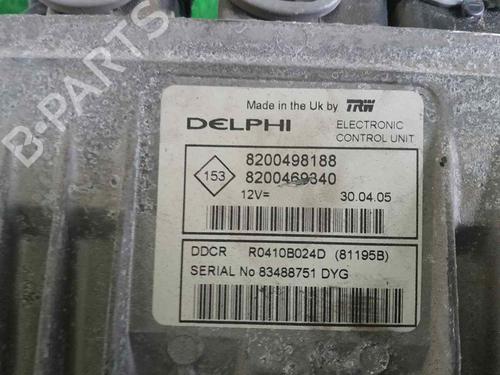 B-PARTS
Made in the Uk by TRW
DELPHI
ELECTRONIC
CONTROL UNIT
153
8200498188
8200469340
12V=
30.04.05
DDCR R0410B024D (81195B)
SERIAL No 83488751 DYG